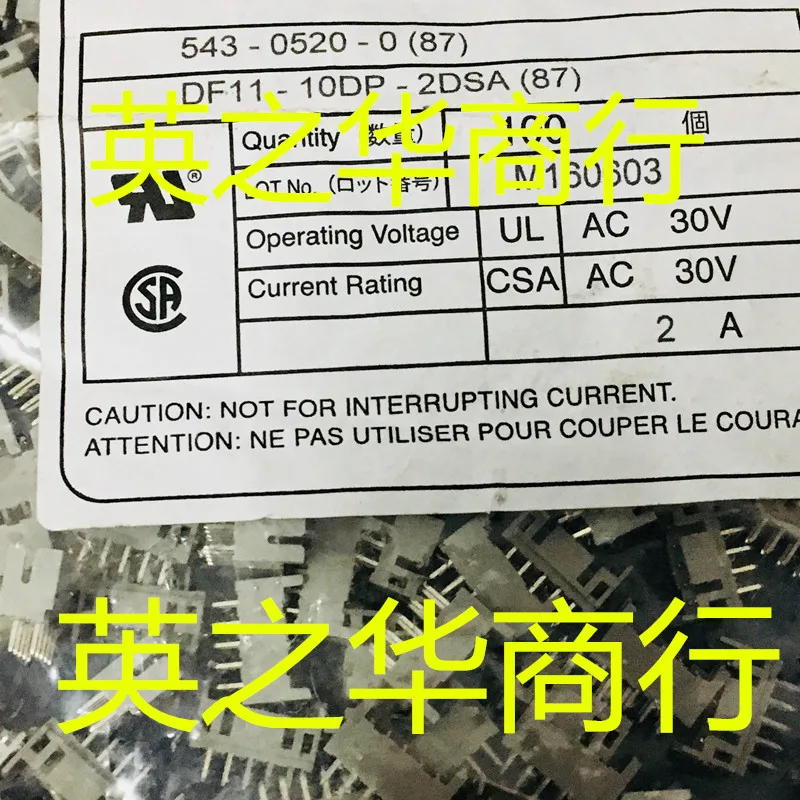 543 - 0520 - 0 (87)
DF11 - 10DP - 2DSA (87)
英之华商行
Quantity (数量) 100 個
LOT No. (ロット番号) M160603
Operating Voltage UL AC 30V
Current Rating CSA AC 30V
2 A
CAUTION: NOT FOR INTERRUPTING CURRENT.
ATTENTION: NE PAS UTILISER POUR COUPER LE COURA
英之华商行